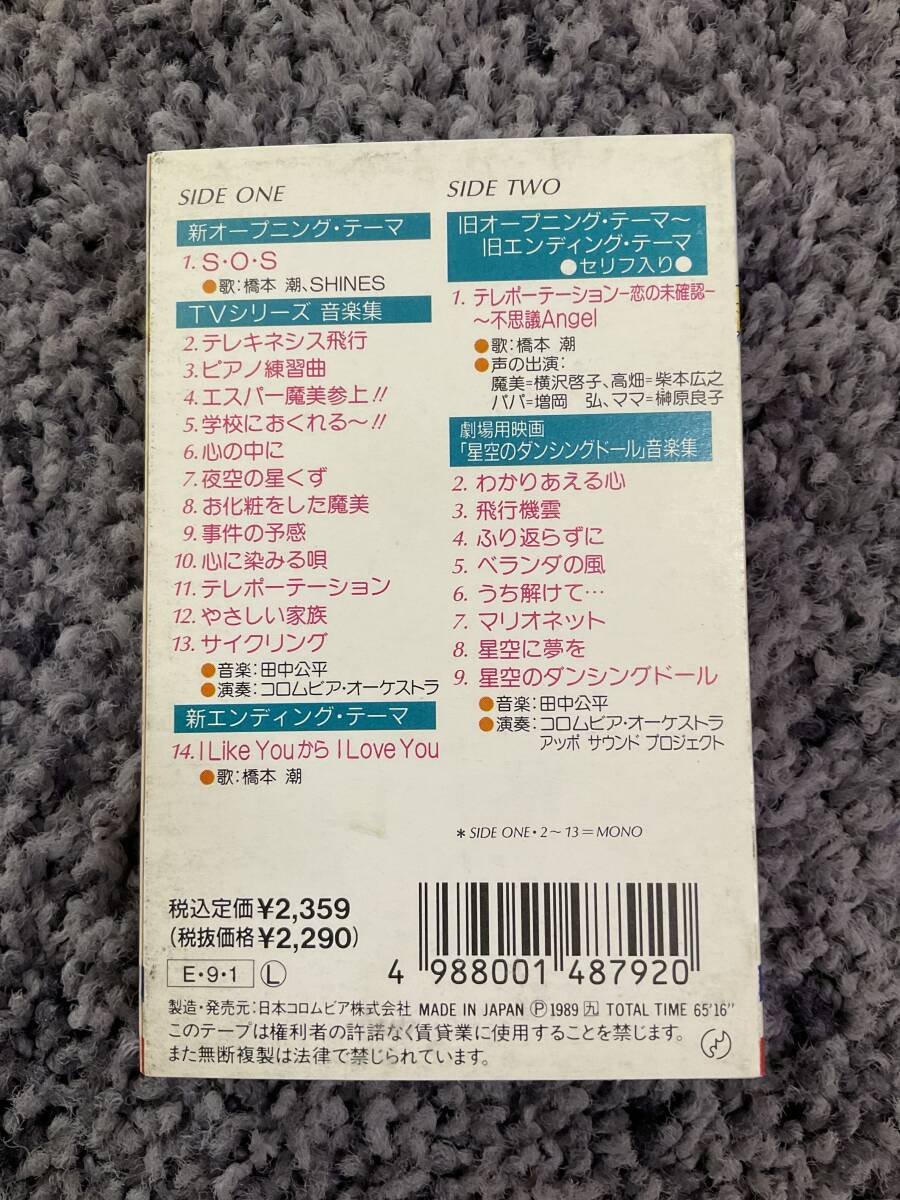 SIDE ONE
新オープニング・テーマ
1. S・O・S
●歌:橋本 潮、SHINES
TVシリーズ 音楽集
2. テレキネシス飛行
3. ピアノ練習曲
4. エスパー魔美参上!!
5. 学校におくれる〜!!
6. 心の中に
7. 夜空の星くず
8. お化粧をした魔美
9. 事件の予感
10. 心に染みる唄
11. テレポーテーション
12. やさしい家族
13. サイクリング
●音楽:田中公平
●演奏:コロムビア・オーケストラ
新エンディング・テーマ
14. I Like You から I Love You
●歌:橋本 潮
SIDE TWO
旧オープニング・テーマ〜
旧エンディング・テーマ
●セリフ入り●
1. テレポーテーション−恋の未確認−
〜不思議Angel
●歌:橋本 潮
●声の出演:
魔美=横沢啓子、高畑=柴本広之
パパ=増岡 弘、ママ=榊原良子
劇場用映画
「星空のダンシングドール」音楽集
2. わかりあえる心
3. 飛行機雲
4. ふり返らずに
5. ベランダの風
6. うち解けて…
7. マリオネット
8. 星空に夢を
9. 星空のダンシングドール
●音楽:田中公平
●演奏:コロムビア・オーケストラ
アッポ サウンド プロジェクト
* SIDE ONE・2〜13=MONO
税込定価¥2,359
(税抜価格¥2,290)
E・9・1 Ⓛ
4 988001 487920
製造・発売元:日本コロムビア株式会社 MADE IN JAPAN Ⓟ1989 九 TOTAL TIME 65'16"
このテープは権利者の許諾なく賃貸業に使用することを禁じます。
また無断複製は法律で禁じられています。